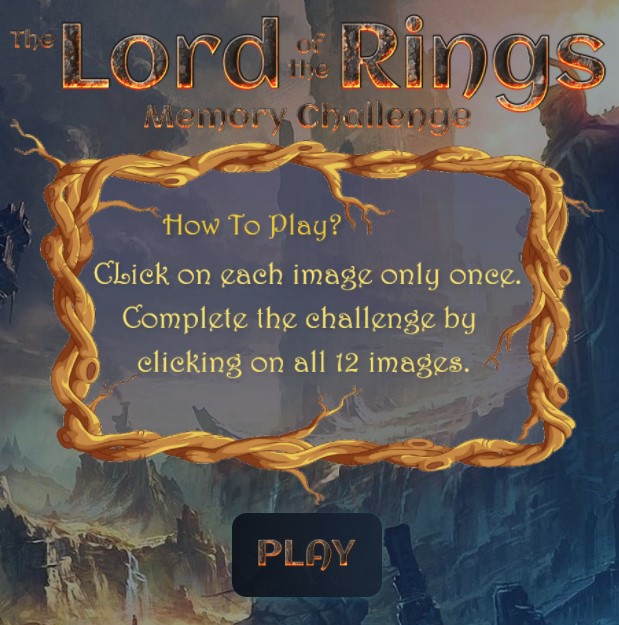 The Lord of the Rings
Memory Challenge
How To Play?
CLick on each image only once.
Complete the challenge by
clicking on all 12 images.
PLAY